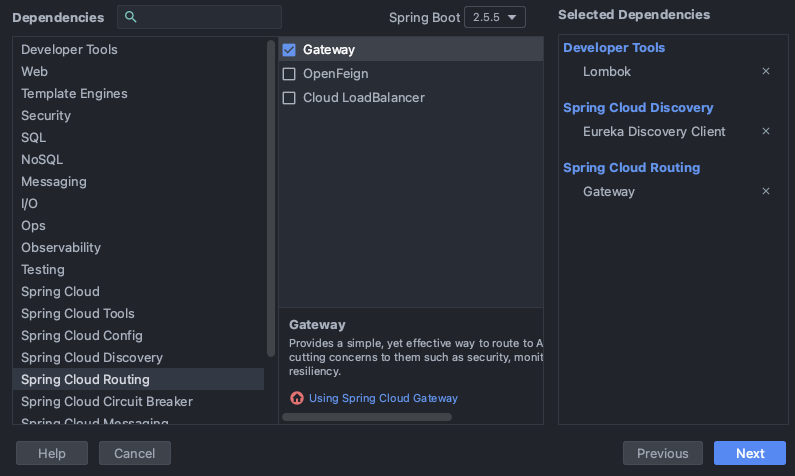 Dependencies
Spring Boot 2.5.5
Selected Dependencies
Developer Tools
Web
Template Engines
Security
SQL
NoSQL
Messaging
I/O
Ops
Observability
Testing
Spring Cloud
Spring Cloud Tools
Spring Cloud Config
Spring Cloud Discovery
Spring Cloud Routing
Spring Cloud Circuit Breaker
Spring Cloud Messaging
Gateway
OpenFeign
Cloud LoadBalancer
Gateway
Provides a simple, yet effective way to route to A
cutting concerns to them such as security, monit
resiliency.
Using Spring Cloud Gateway
Developer Tools
Lombok
Spring Cloud Discovery
Eureka Discovery Client
Spring Cloud Routing
Gateway
Help
Cancel
Previous
Next